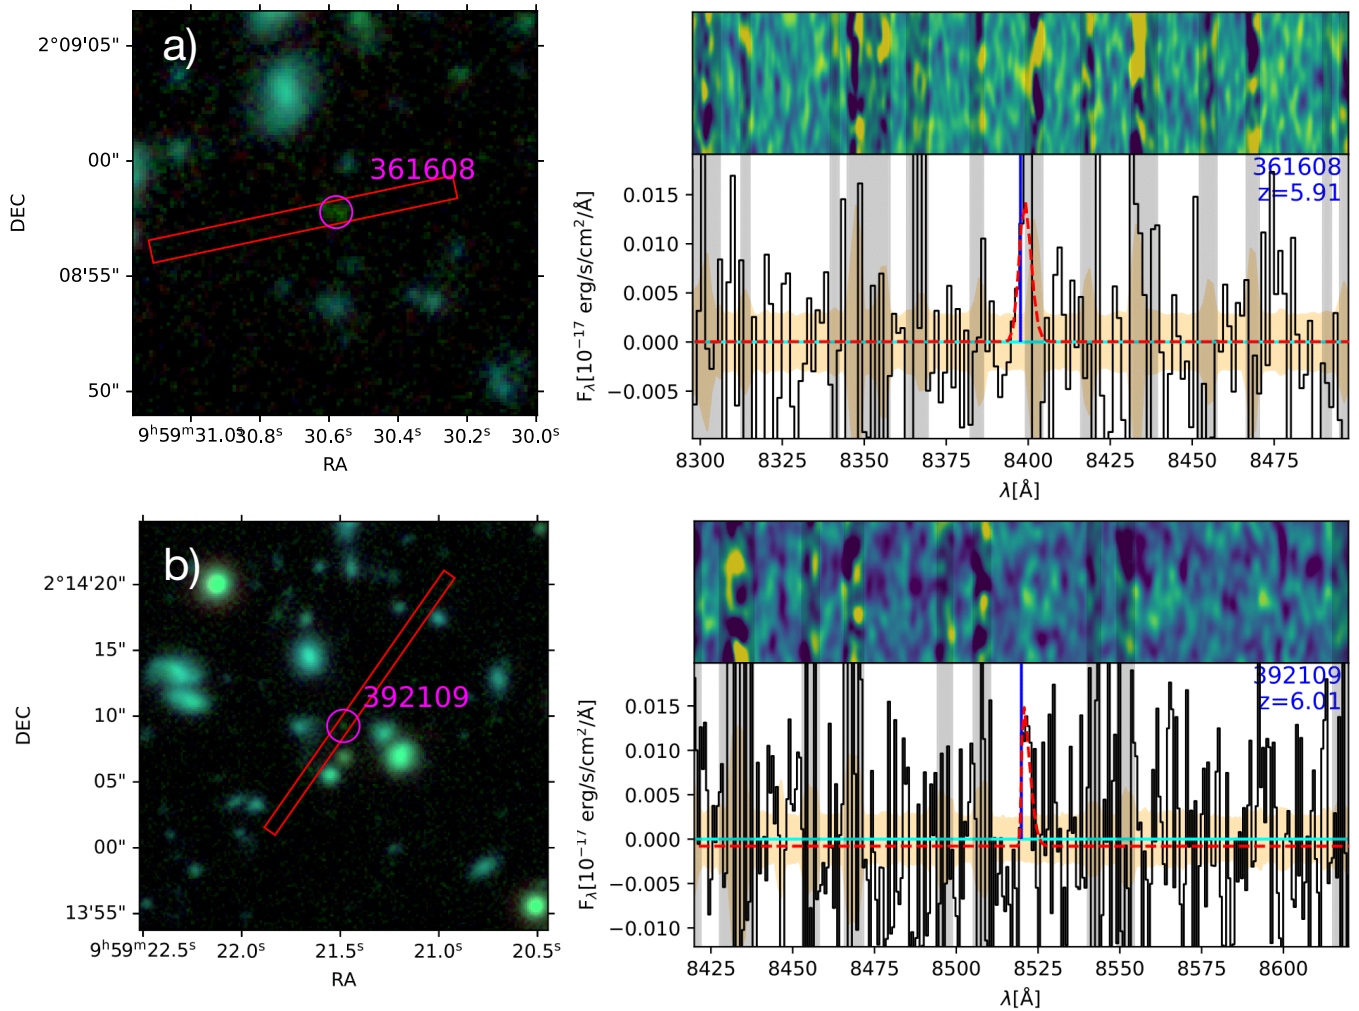 a)
2°09'05"
00"
08'55"
50"
DEC
361608
9ʰ59ᵐ31.0ˢ
30.8ˢ
30.6ˢ
30.4ˢ
30.2ˢ
30.0ˢ
RA
361608
z=5.91
0.015
0.010
0.005
0.000
−0.005
F_λ[10⁻¹⁷ erg/s/cm²/Å]
8300 8325 8350 8375 8400 8425 8450 8475
λ[Å]
b)
2°14'20"
15"
10"
05"
00"
13'55"
DEC
392109
9ʰ59ᵐ22.5ˢ 22.0ˢ 21.5ˢ 21.0ˢ 20.5ˢ
RA
392109
z=6.01
0.015
0.010
0.005
0.000
−0.005
−0.010
F_λ[10⁻¹⁷ erg/s/cm²/Å]
8425 8450 8475 8500 8525 8550 8575 8600
λ[Å]